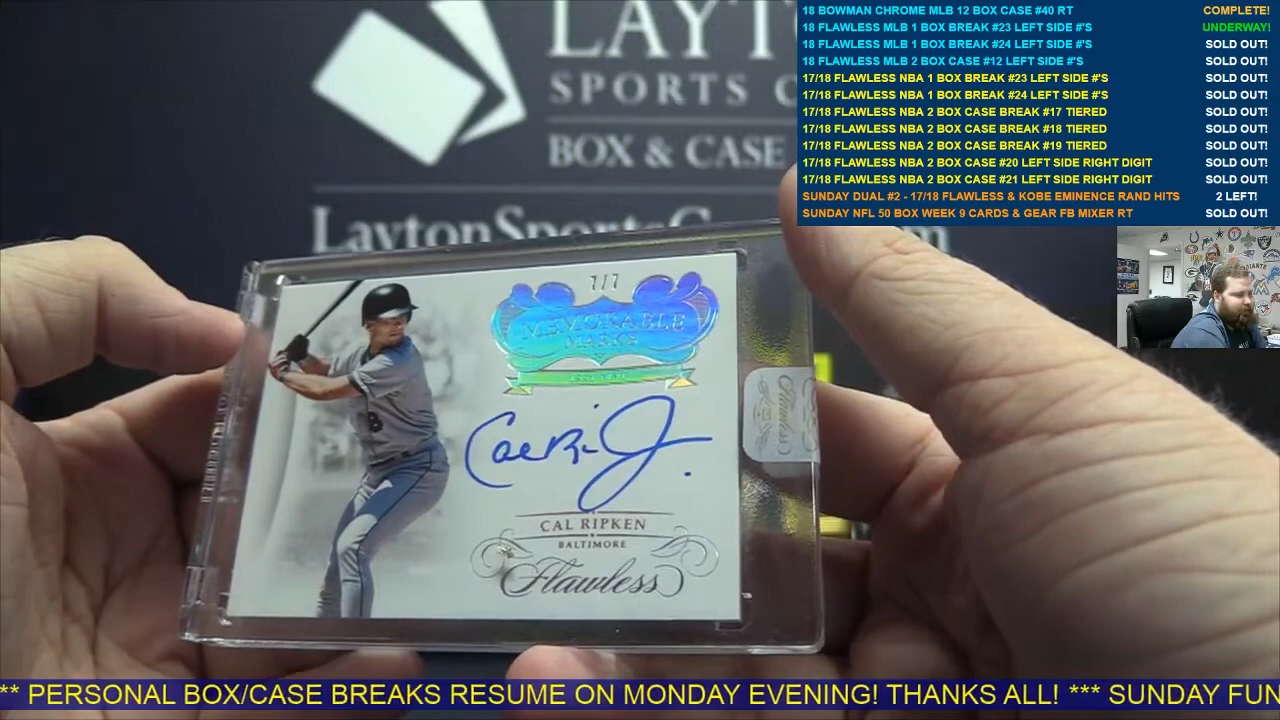 LAYTO
SPORTS C
BOX & CASE
LaytonSportsC
18 BOWMAN CHROME MLB 12 BOX CASE #40 RT COMPLETE!
18 FLAWLESS MLB 1 BOX BREAK #23 LEFT SIDE #'S UNDERWAY!
18 FLAWLESS MLB 1 BOX BREAK #24 LEFT SIDE #'S SOLD OUT!
18 FLAWLESS MLB 2 BOX CASE #12 LEFT SIDE #'S SOLD OUT!
17/18 FLAWLESS NBA 1 BOX BREAK #23 LEFT SIDE #'S SOLD OUT!
17/18 FLAWLESS NBA 1 BOX BREAK #24 LEFT SIDE #'S SOLD OUT!
17/18 FLAWLESS NBA 2 BOX CASE BREAK #17 TIERED SOLD OUT!
17/18 FLAWLESS NBA 2 BOX CASE BREAK #18 TIERED SOLD OUT!
17/18 FLAWLESS NBA 2 BOX CASE BREAK #19 TIERED SOLD OUT!
17/18 FLAWLESS NBA 2 BOX CASE #20 LEFT SIDE RIGHT DIGIT SOLD OUT!
17/18 FLAWLESS NBA 2 BOX CASE #21 LEFT SIDE RIGHT DIGIT SOLD OUT!
SUNDAY DUAL #2 - 17/18 FLAWLESS & KOBE EMINENCE RAND HITS 2 LEFT!
SUNDAY NFL 50 BOX WEEK 9 CARDS & GEAR FB MIXER RT SOLD OUT!
7/7
MEMORABLE
MARKS
8
CAL RIPKEN
BALTIMORE
Flawless
Flawless
** PERSONAL BOX/CASE BREAKS RESUME ON MONDAY EVENING! THANKS ALL! *** SUNDAY FUN